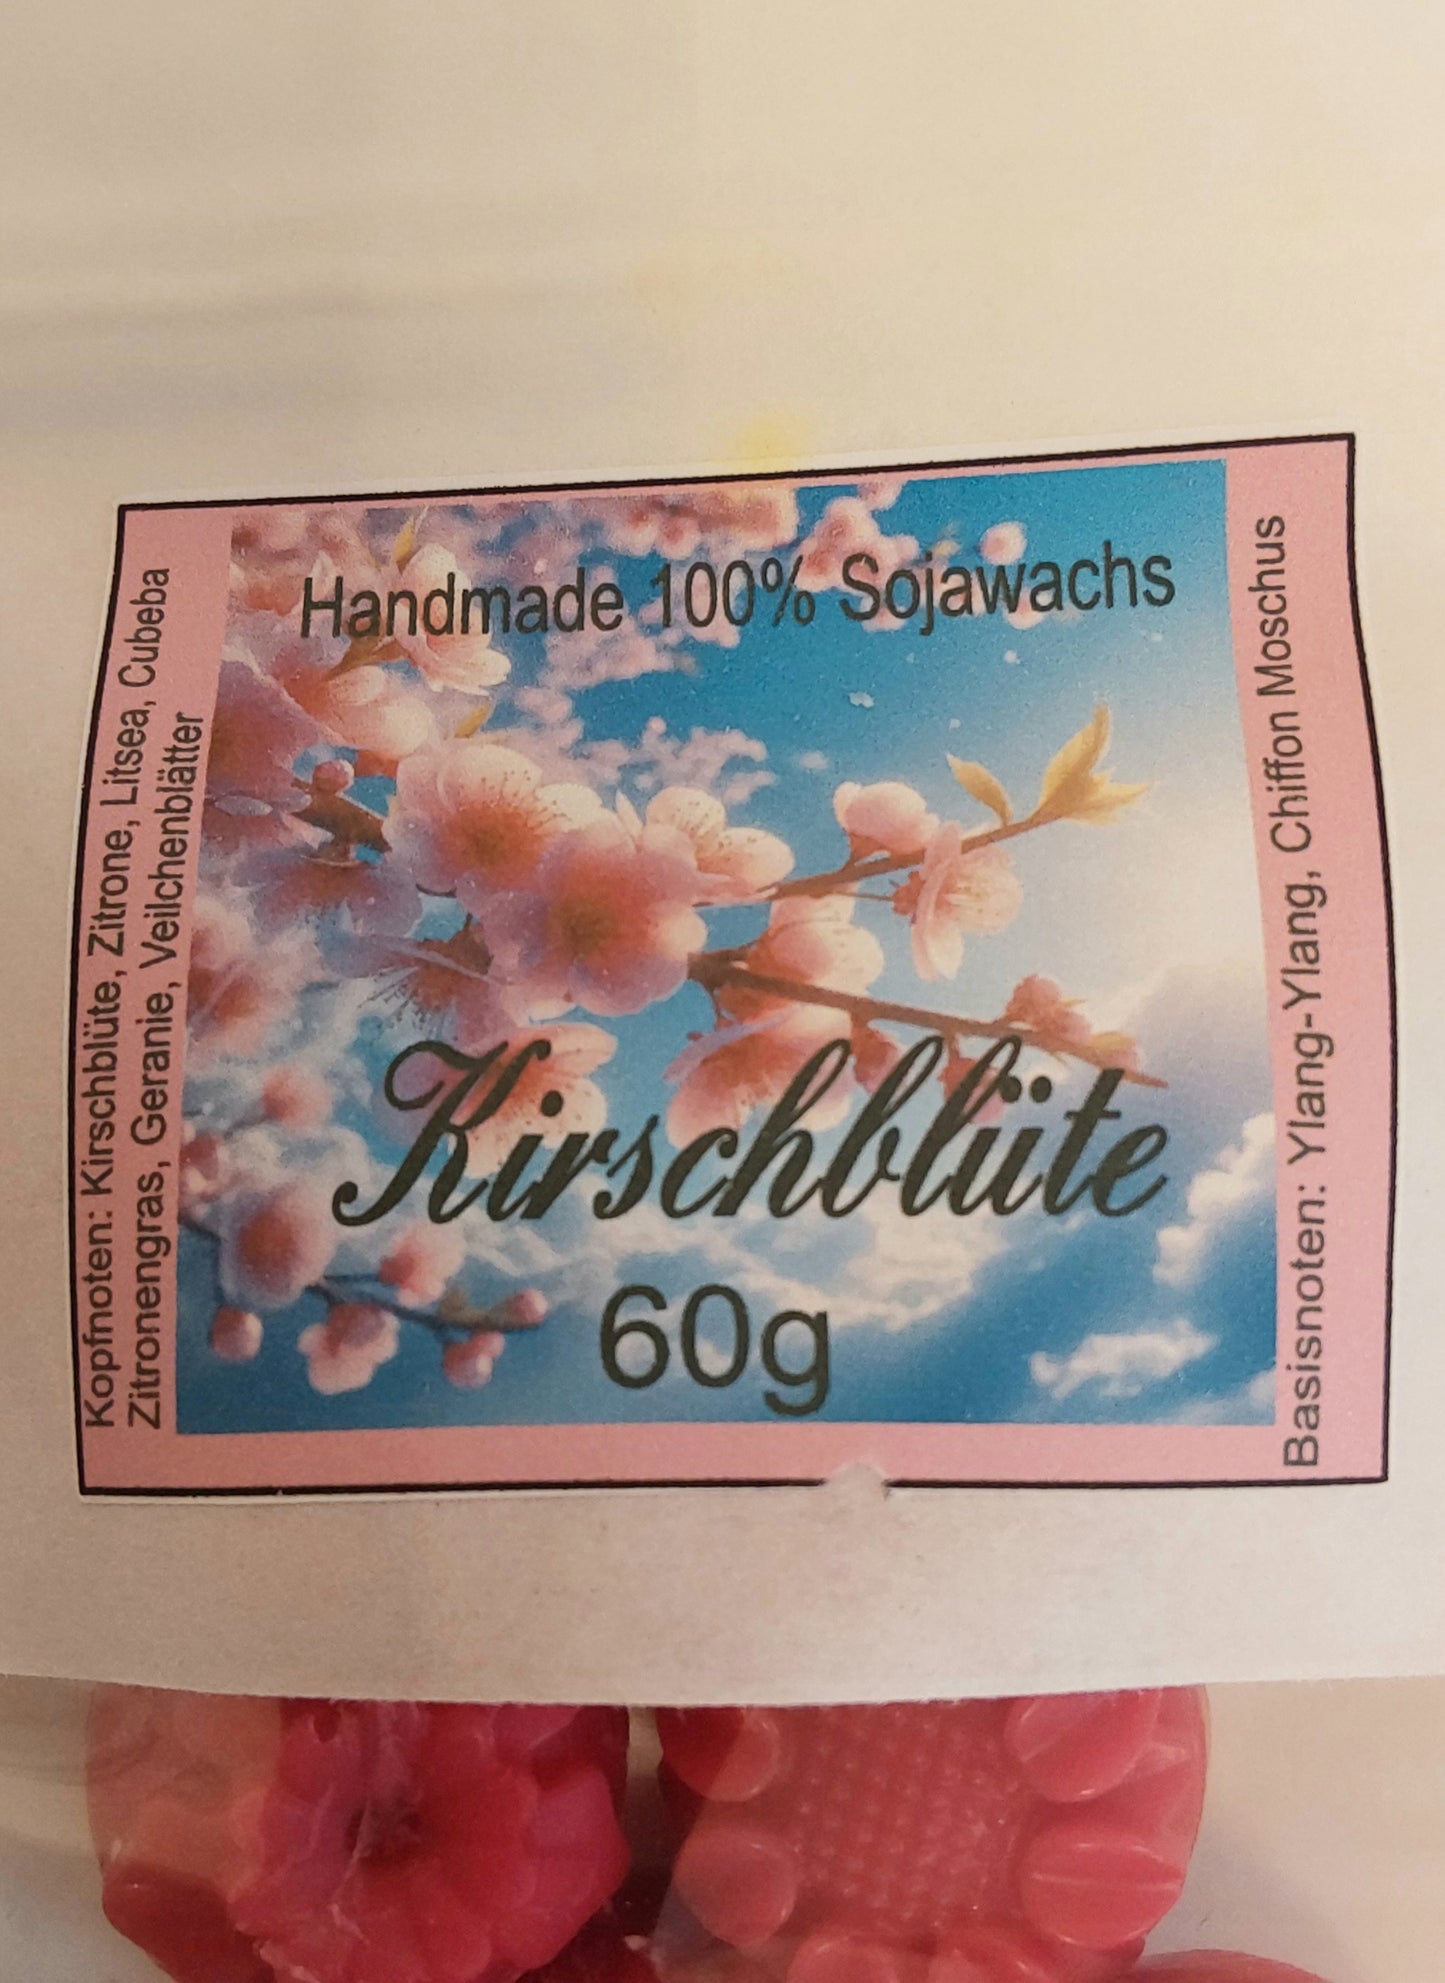 Handmade 100% Sojawachs
Kirschblüte
60g
Kopfnoten: Kirschblüte, Zitrone, Litsea, Cubeba
Zitronengras, Geranie, Veilchenblätter
Basisnoten: Ylang-Ylang, Chiffon Moschus